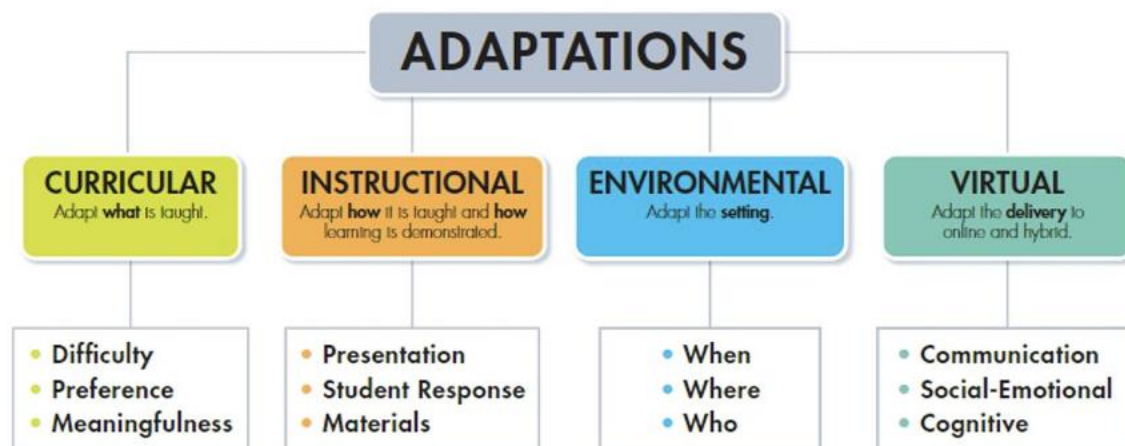 ADAPTATIONS
CURRICULAR
Adapt what is taught.
INSTRUCTIONAL
Adapt how it is taught and how
learning is demonstrated.
ENVIRONMENTAL
Adapt the setting.
VIRTUAL
Adapt the delivery to
online and hybrid.
• Difficulty
• Preference
• Meaningfulness
• Presentation
• Student Response
• Materials
• When
• Where
• Who
• Communication
• Social-Emotional
• Cognitive